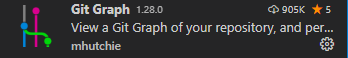 Git Graph 1.28.0 905K 5
View a Git Graph of your repository, and per...
mhutchie